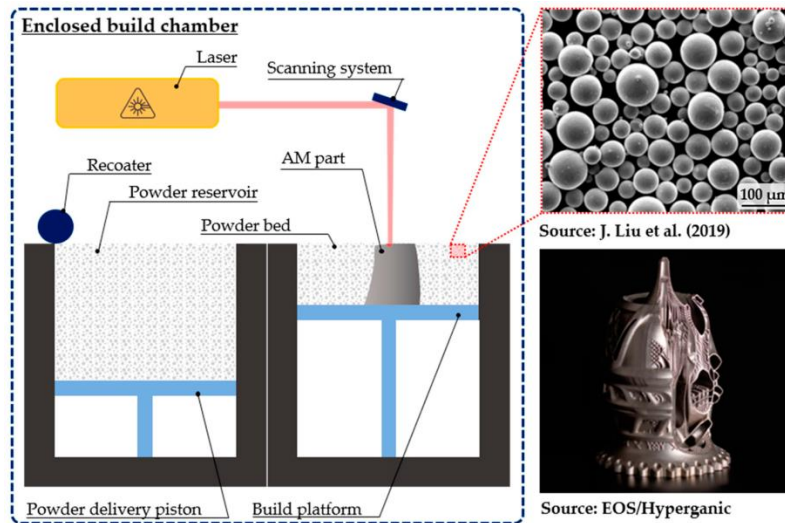 Enclosed build chamber
Laser
Scanning system
Recoater
AM part
Powder reservoir
Powder bed
Powder delivery piston
Build platform
100 µm
Source: J. Liu et al. (2019)
Source: EOS/Hyperganic